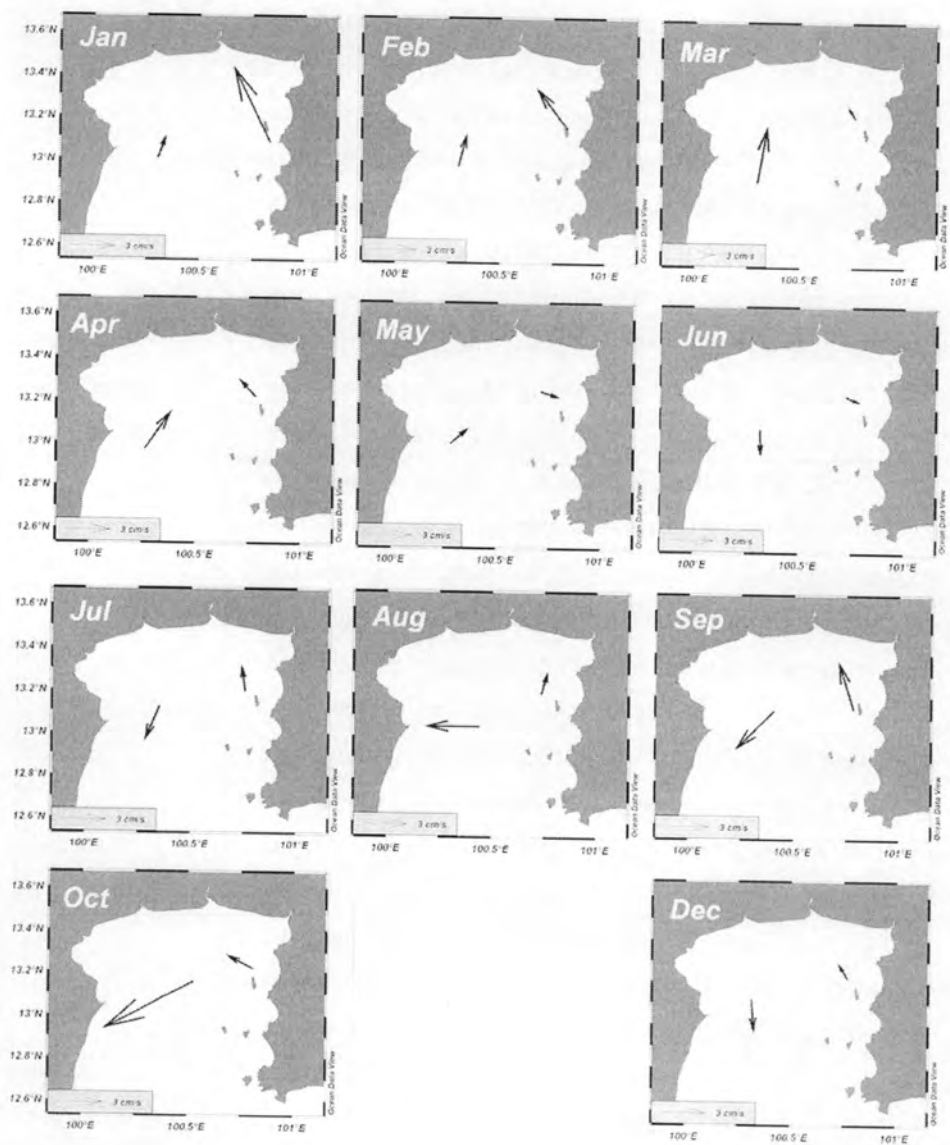 Jan
Feb
Mar
13.6°N
13.4°N
13.2°N
13°N
12.8°N
12.6°N
3 cm/s
3 cm/s
3 cm/s
Ocean Data View
Ocean Data View
Ocean Data View
100°E 100.5°E 101°E
100°E 100.5°E 101°E
100°E 100.5°E 101°E
Apr
May
Jun
13.6°N
13.4°N
13.2°N
13°N
12.8°N
12.6°N
3 cm/s
3 cm/s
3 cm/s
Ocean Data View
Ocean Data View
Ocean Data View
100°E 100.5°E 101°E
100°E 100.5°E 101°E
100°E 100.5°E 101°E
Jul
Aug
Sep
13.6°N
13.4°N
13.2°N
13°N
12.8°N
12.6°N
3 cm/s
3 cm/s
3 cm/s
Ocean Data View
Ocean Data View
Ocean Data View
100°E 100.5°E 101°E
100°E 100.5°E 101°E
100°E 100.5°E 101°E
Oct
Dec
13.6°N
13.4°N
13.2°N
13°N
12.8°N
12.6°N
3 cm/s
3 cm/s
Ocean Data View
Ocean Data View
100°E 100.5°E 101°E
100°E 100.5°E 101°E